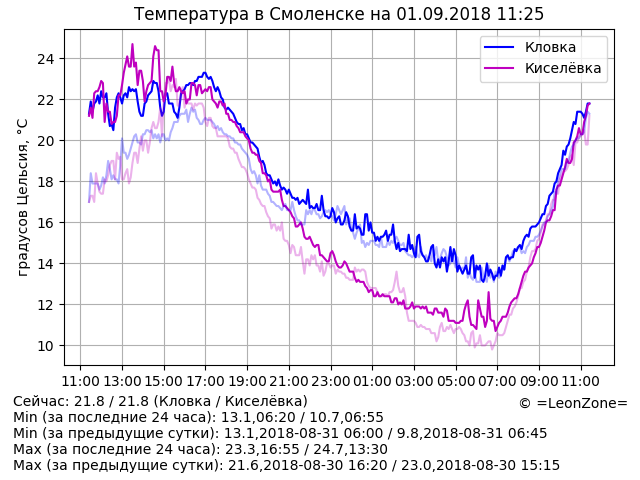 Температура в Смоленске на 01.09.2018 11:25
Кловка
Киселёвка
градусов Цельсия, °C
24
22
20
18
16
14
12
10
11:00 13:00 15:00 17:00 19:00 21:00 23:00 01:00 03:00 05:00 07:00 09:00 11:00
Сейчас: 21.8 / 21.8 (Кловка / Киселёвка)
© =LeonZone=
Min (за последние 24 часа): 13.1,06:20 / 10.7,06:55
Min (за предыдущие сутки): 13.1,2018-08-31 06:00 / 9.8,2018-08-31 06:45
Max (за последние 24 часа): 23.3,16:55 / 24.7,13:30
Max (за предыдущие сутки): 21.6,2018-08-30 16:20 / 23.0,2018-08-30 15:15